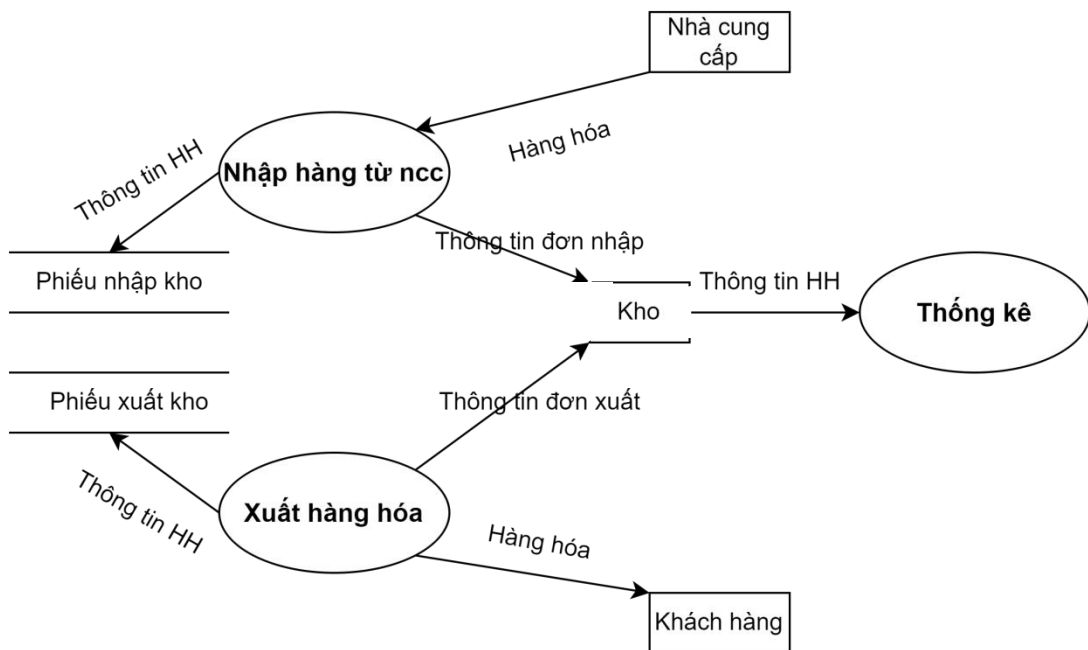 Nhà cung
cấp
Hàng hóa
Thông tin HH
Nhập hàng từ ncc
Thông tin đơn nhập
Phiếu nhập kho
Kho
Thông tin HH
Thống kê
Phiếu xuất kho
Thông tin đơn xuất
Thông tin HH
Xuất hàng hóa
Hàng hóa
Khách hàng